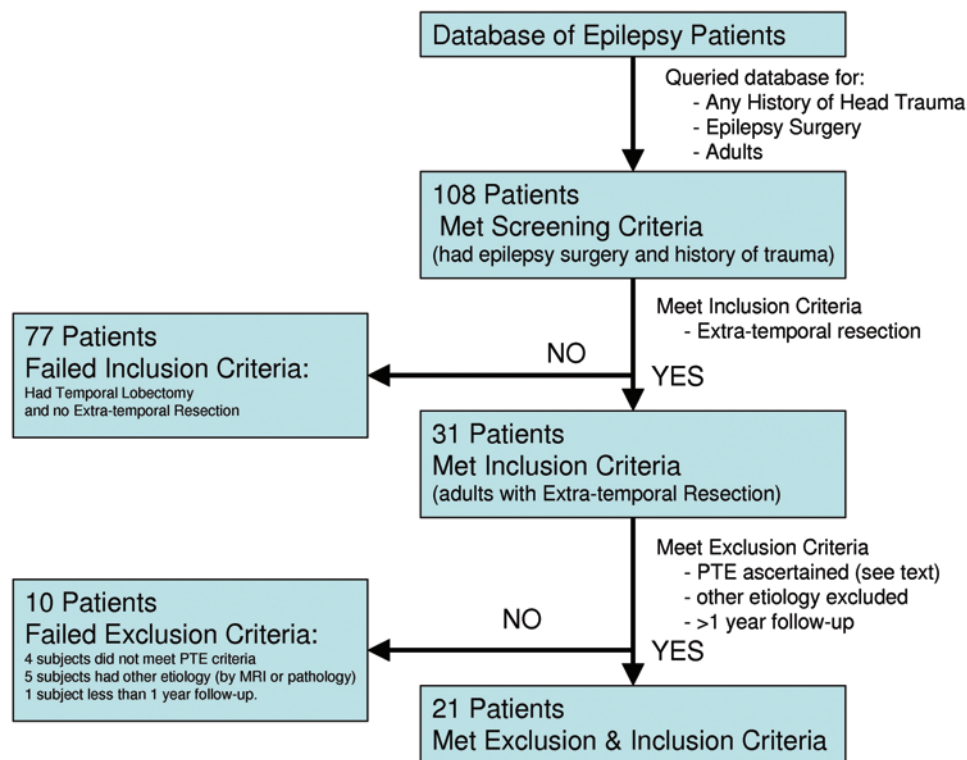 Database of Epilepsy Patients
Queried database for:
- Any History of Head Trauma
- Epilepsy Surgery
- Adults
108 Patients
Met Screening Criteria
(had epilepsy surgery and history of trauma)
Meet Inclusion Criteria
- Extra-temporal resection
NO
YES
77 Patients
Failed Inclusion Criteria:
Had Temporal Lobectomy
and no Extra-temporal Resection
31 Patients
Met Inclusion Criteria
(adults with Extra-temporal Resection)
Meet Exclusion Criteria
- PTE ascertained (see text)
- other etiology excluded
- >1 year follow-up
NO
YES
10 Patients
Failed Exclusion Criteria:
4 subjects did not meet PTE criteria
5 subjects had other etiology (by MRI or pathology)
1 subject less than 1 year follow-up.
21 Patients
Met Exclusion & Inclusion Criteria